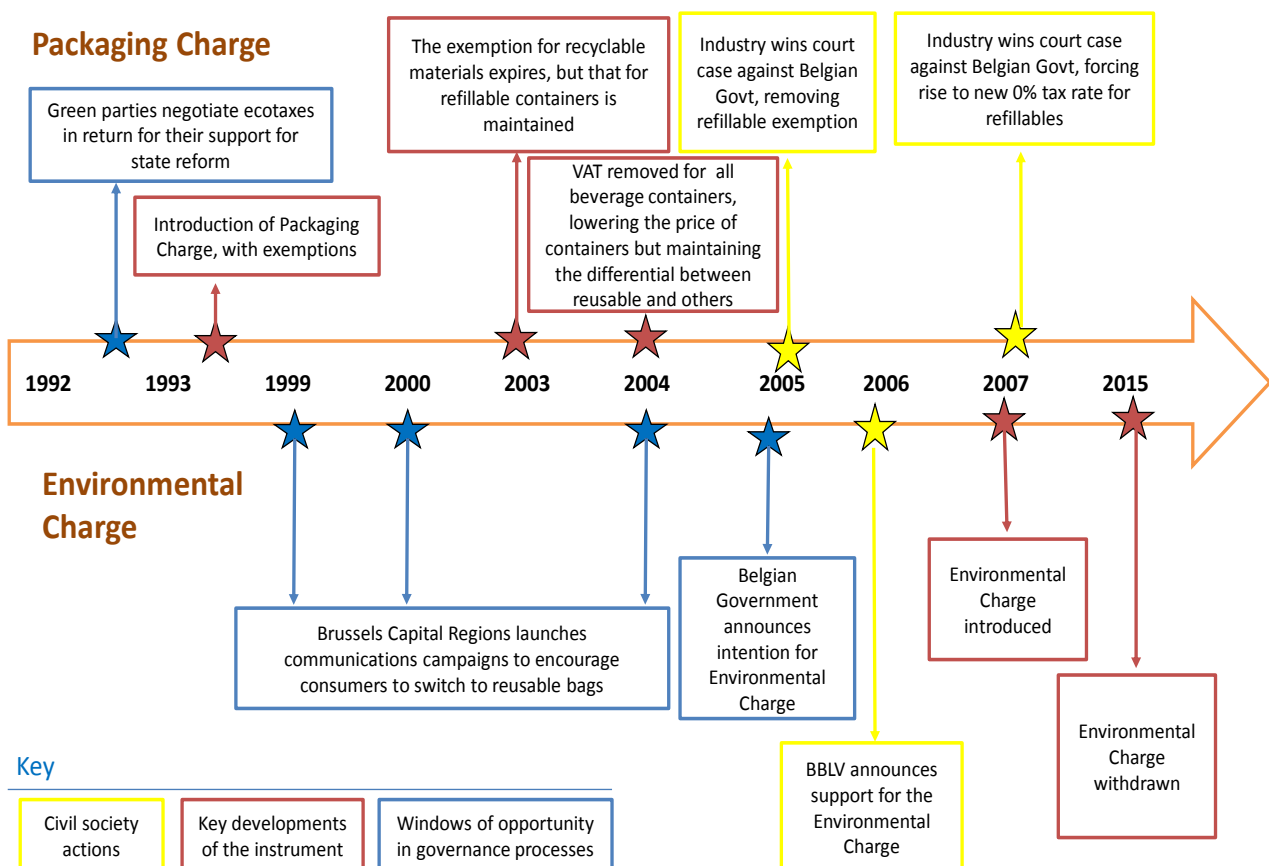 Packaging Charge
Green parties negotiate ecotaxes
in return for their support for
state reform
Introduction of Packaging
Charge, with exemptions
The exemption for recyclable
materials expires, but that for
refillable containers is
maintained
VAT removed for all
beverage containers,
lowering the price of
containers but maintaining
the differential between
reusable and others
Industry wins court
case against Belgian
Govt, removing
refillable exemption
Industry wins court case
against Belgian Govt, forcing
rise to new 0% tax rate for
refillables
1992 1993 1999 2000 2003 2004 2005 2006 2007 2015
Environmental
Charge
Brussels Capital Regions launches
communications campaigns to encourage
consumers to switch to reusable bags
Belgian
Government
announces
intention for
Environmental
Charge
BBLV announces
support for the
Environmental
Charge
Environmental
Charge
introduced
Environmental
Charge
withdrawn
Key
Civil society
actions
Key developments
of the instrument
Windows of opportunity
in governance processes